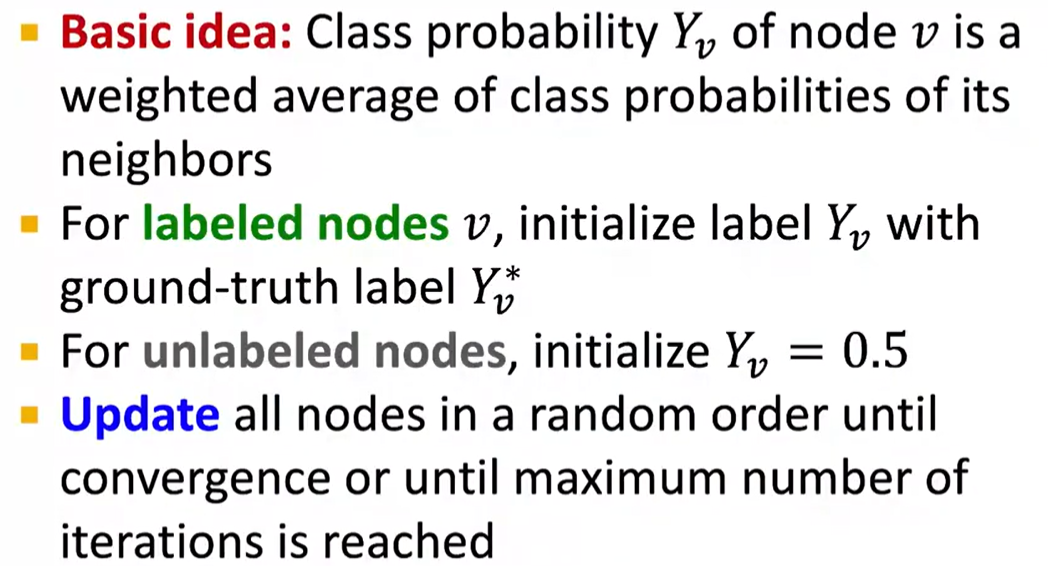 ▪ Basic idea: Class probability Y_v of node v is a
weighted average of class probabilities of its
neighbors
▪ For labeled nodes v, initialize label Y_v with
ground-truth label Y_v^*
▪ For unlabeled nodes, initialize Y_v = 0.5
▪ Update all nodes in a random order until
convergence or until maximum number of
iterations is reached